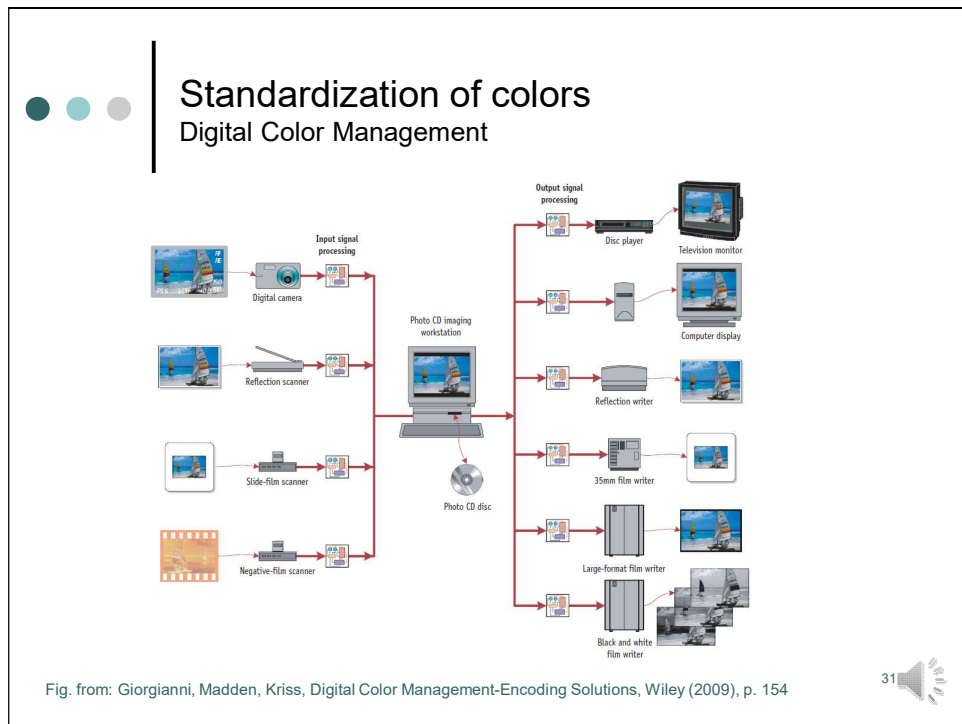 Standardization of colors
Digital Color Management
Input signal
processing
Digital camera
Reflection scanner
Slide-film scanner
Negative-film scanner
Photo CD imaging
workstation
Photo CD disc
Output signal
processing
Disc player
Television monitor
Computer display
Reflection writer
35mm film writer
Large-format film writer
Black and white
film writer
Fig. from: Giorgianni, Madden, Kriss, Digital Color Management-Encoding Solutions, Wiley (2009), p. 154
31